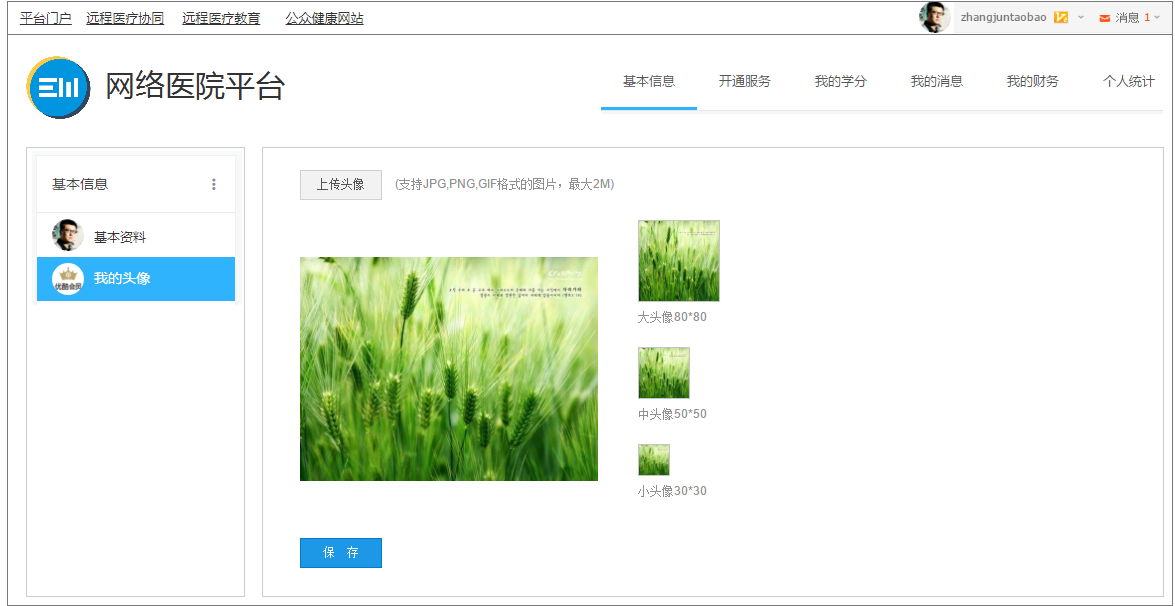 平台门户 远程医疗协同 远程医疗教育 公众健康网站 zhangjuntaobao 消息 1
网络医院平台
基本信息 开通服务 我的学分 我的消息 我的财务 个人统计
基本信息
基本资料
优酷会员 我的头像
上传头像 (支持JPG,PNG,GIF格式的图片，最大2M)
大头像80*80
中头像50*50
小头像30*30
保 存